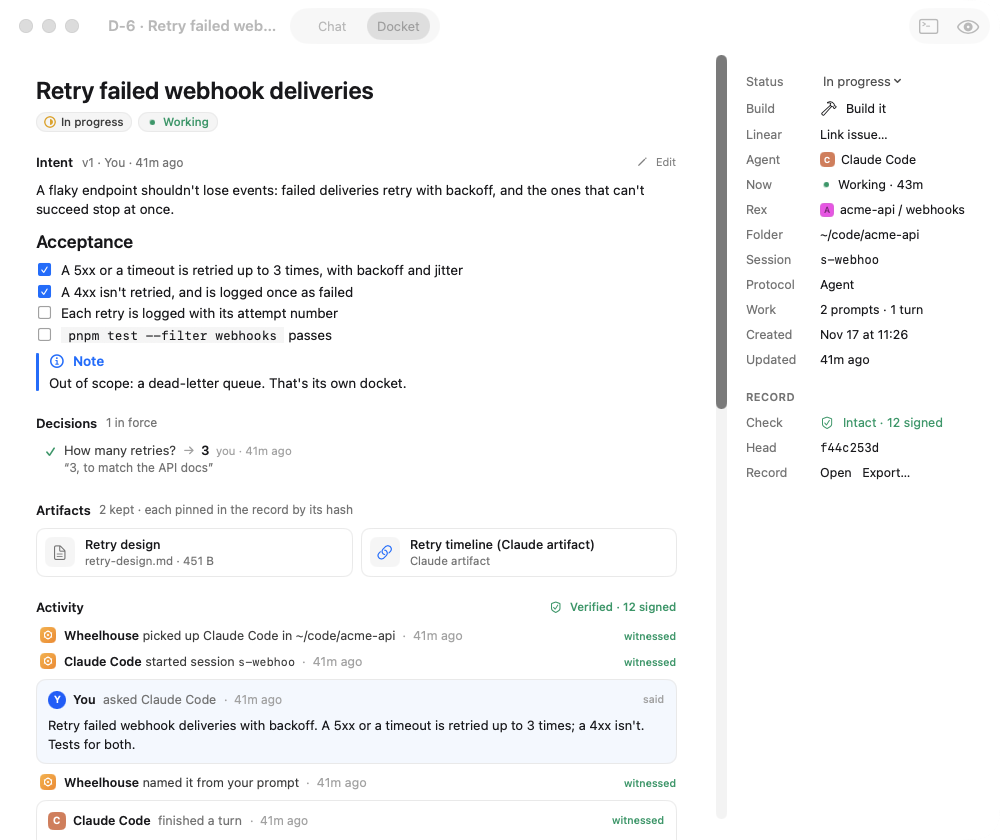 D-6 · Retry failed web...
Chat
Docket
Retry failed webhook deliveries
In progress
Working
Intent v1 · You · 41m ago
Edit
A flaky endpoint shouldn't lose events: failed deliveries retry with backoff, and the ones that can't
succeed stop at once.
Acceptance
A 5xx or a timeout is retried up to 3 times, with backoff and jitter
A 4xx isn't retried, and is logged once as failed
Each retry is logged with its attempt number
pnpm test --filter webhooks passes
Note
Out of scope: a dead-letter queue. That's its own docket.
Decisions 1 in force
How many retries? → 3 you · 41m ago
“3, to match the API docs”
Artifacts 2 kept · each pinned in the record by its hash
Retry design
retry-design.md · 451 B
Retry timeline (Claude artifact)
Claude artifact
Activity
Verified · 12 signed
Wheelhouse picked up Claude Code in ~/code/acme-api · 41m ago
witnessed
Claude Code started session s-webhoo · 41m ago
witnessed
Y You asked Claude Code · 41m ago
said
Retry failed webhook deliveries with backoff. A 5xx or a timeout is retried up to 3 times; a 4xx isn't.
Tests for both.
Wheelhouse named it from your prompt · 41m ago
witnessed
C Claude Code finished a turn · 41m ago
witnessed
Status In progress
Build Build it
Linear Link issue...
Agent C Claude Code
Now Working · 43m
Rex A acme-api / webhooks
Folder ~/code/acme-api
Session s-webhoo
Protocol Agent
Work 2 prompts · 1 turn
Created Nov 17 at 11:26
Updated 41m ago
RECORD
Check Intact · 12 signed
Head f44c253d
Record Open Export...